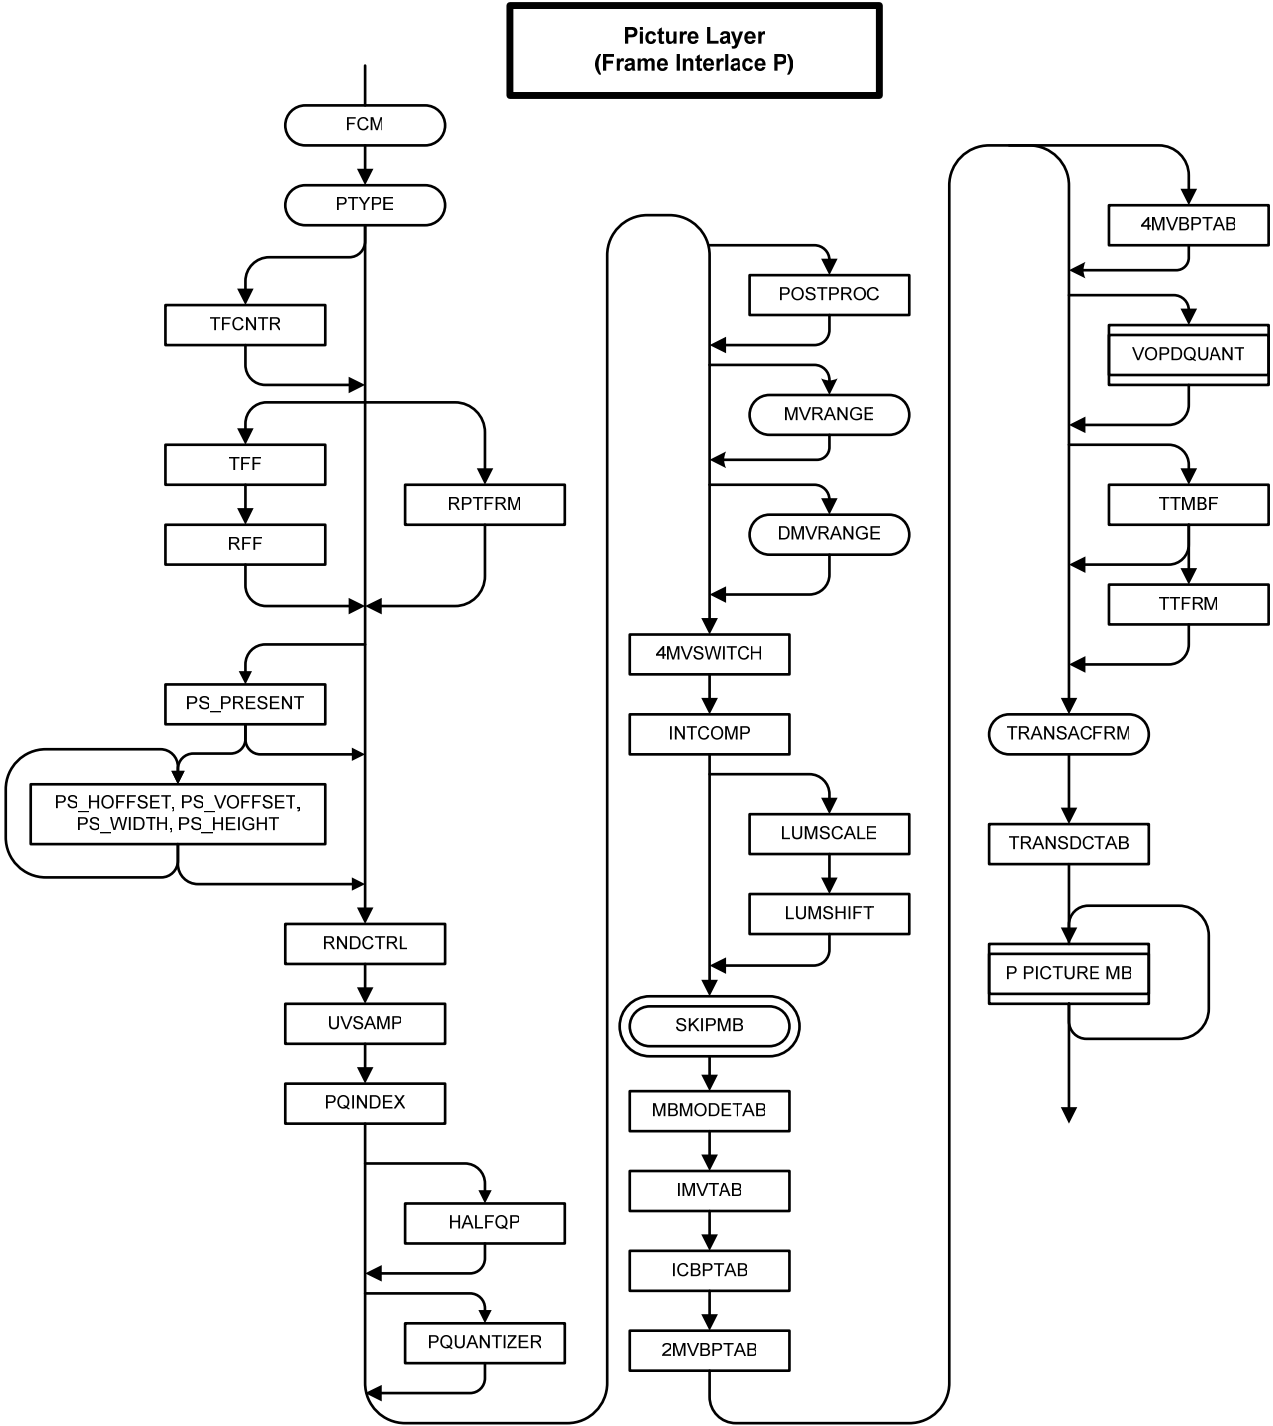 Picture Layer
(Frame Interlace P)
FCM
PTYPE
TFCNTR
TFF
RPTFRM
RFF
PS_PRESENT
PS_HOFFSET, PS_VOFFSET,
PS_WIDTH, PS_HEIGHT
RNDCTRL
UVSAMP
PQINDEX
HALFQP
PQUANTIZER
POSTPROC
MVRANGE
DMVRANGE
4MVSWITCH
INTCOMP
LUMSCALE
LUMSHIFT
SKIPMB
MBMODETAB
IMVTAB
ICBPTAB
2MVBPTAB
4MVBPTAB
VOPDQUANT
TTMBF
TTFRM
TRANSACFRM
TRANSDCTAB
P PICTURE MB